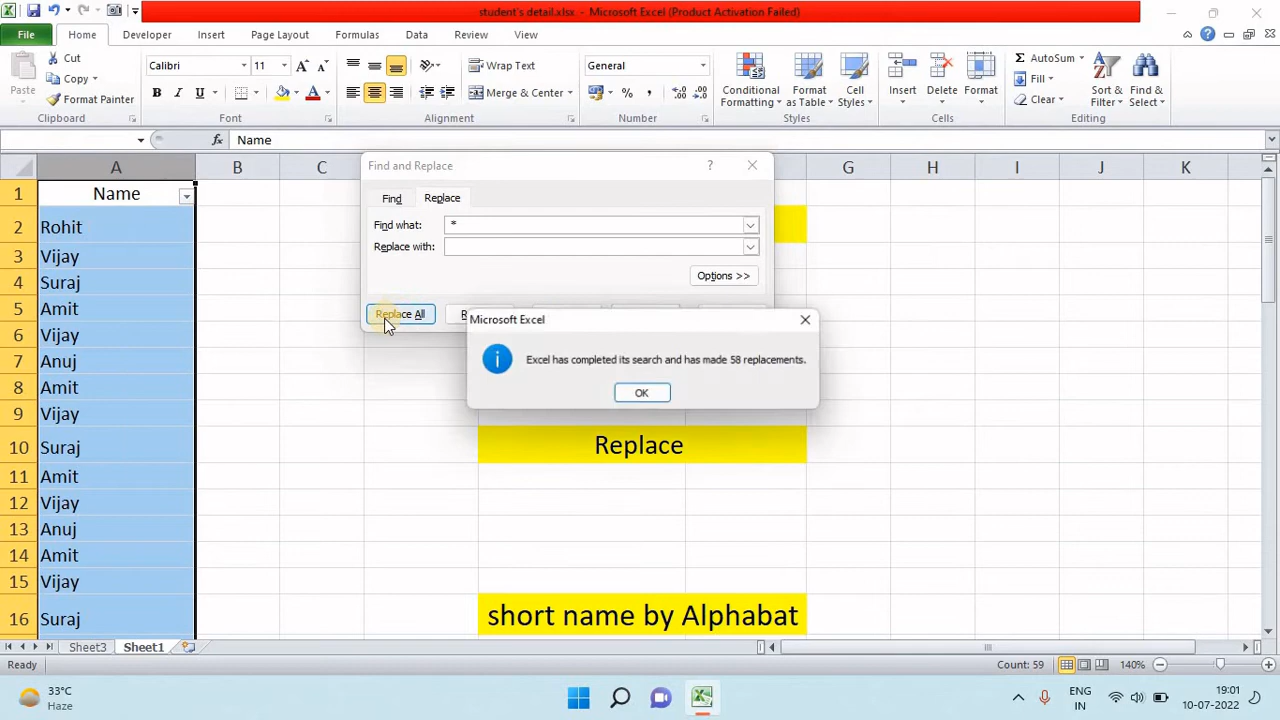 student's detail.xlsx - Microsoft Excel (Product Activation Failed)
File Home Developer Insert Page Layout Formulas Data Review View
Paste
Cut
Copy
Format Painter
Clipboard
Calibri 11
B I U A
Font
Wrap Text
Merge & Center
Alignment
General
% ,
Number
Conditional Formatting
Format as Table
Cell Styles
Styles
Insert
Delete
Format
Cells
AutoSum
Fill
Clear
Sort & Filter
Find & Select
Editing
fx Name
A B C G H I J K
1 Name
2 Rohit
3 Vijay
4 Suraj
5 Amit
6 Vijay
7 Anuj
8 Amit
9 Vijay
10 Suraj
11 Amit
12 Vijay
13 Anuj
14 Amit
15 Vijay
16 Suraj
Find and Replace
Find Replace
Find what: *
Replace with:
Options >>
Replace All
Microsoft Excel
Excel has completed its search and has made 58 replacements.
OK
Replace
short name by Alphabat
Sheet3 Sheet1
Ready Count: 59 140%
33°C
Haze
ENG
IN
19:01
10-07-2022